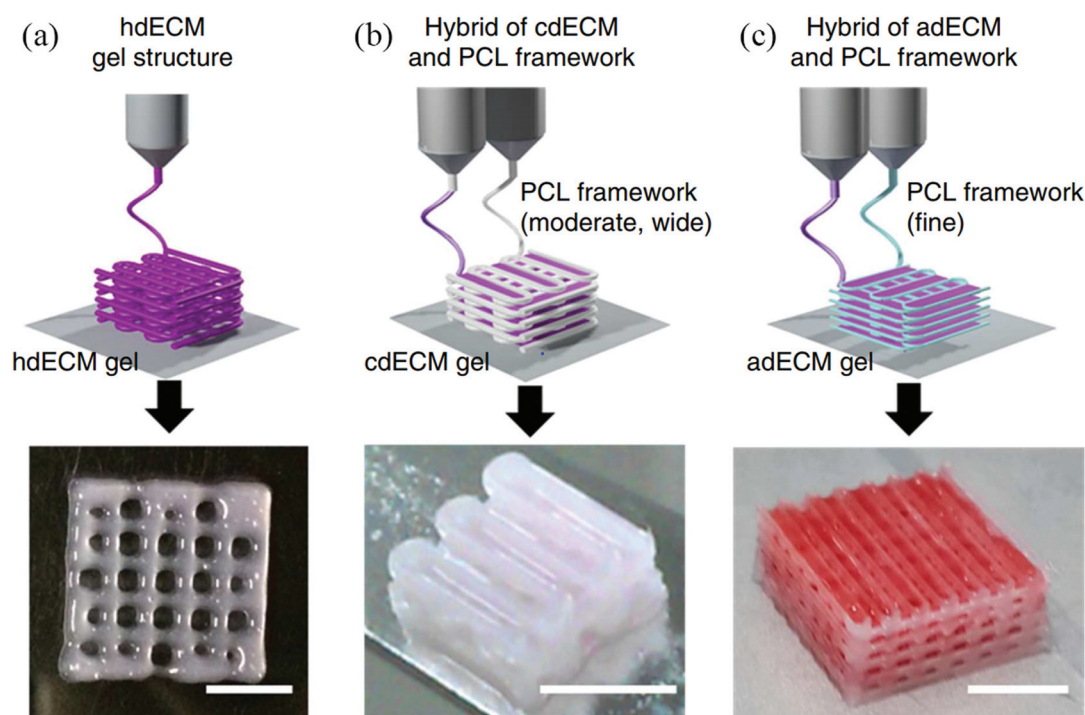 (a)
hdECM
gel structure
(b)
Hybrid of cdECM
and PCL framework
(c)
Hybrid of adECM
and PCL framework
PCL framework
(moderate, wide)
PCL framework
(fine)
hdECM gel
cdECM gel
adECM gel